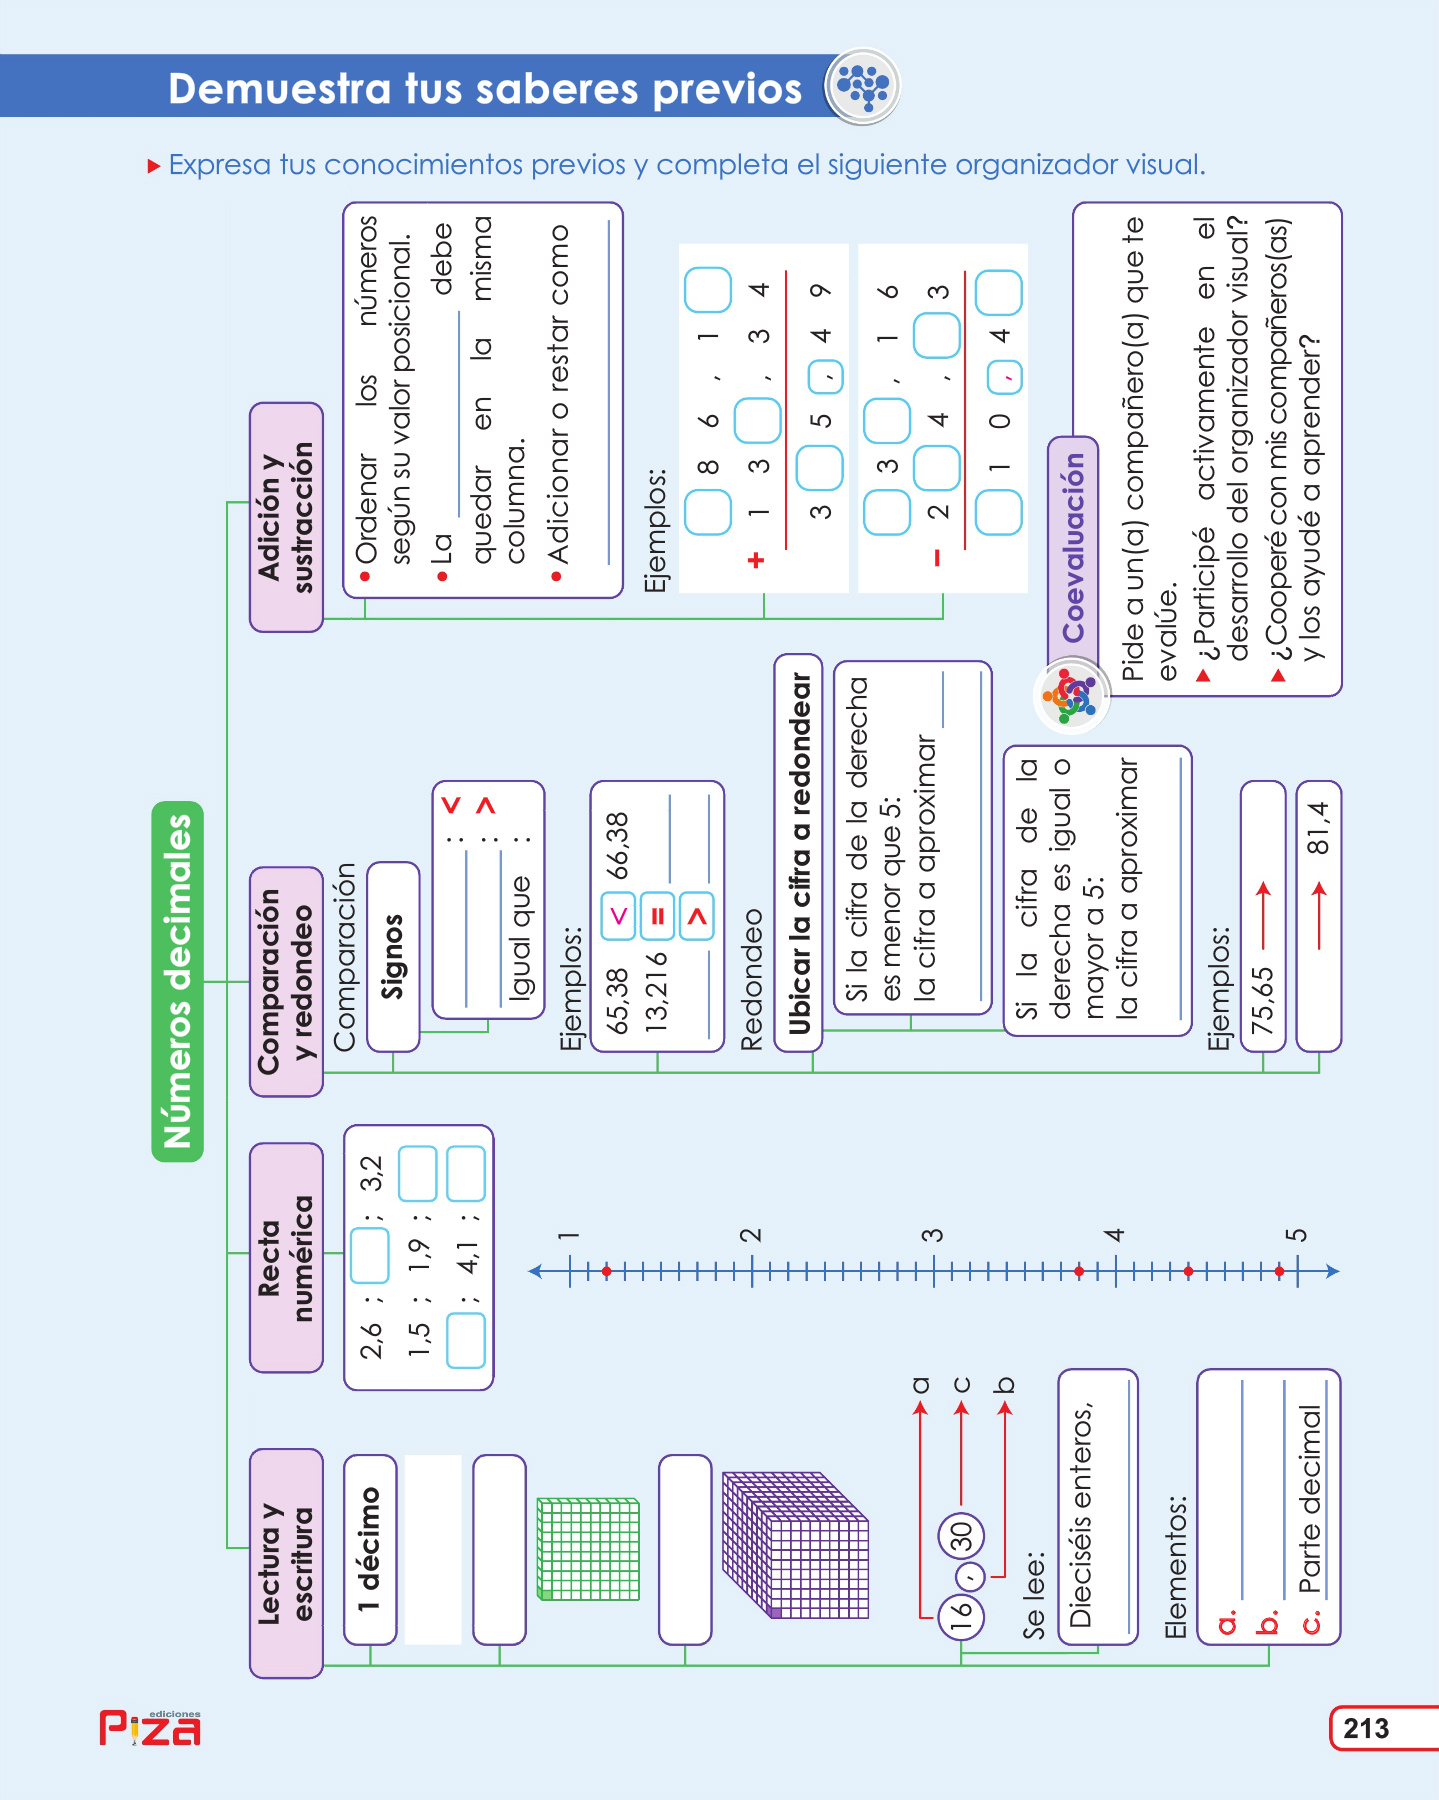 Demuestra tus saberes previos
Expresa tus conocimientos previos y completa el siguiente organizador visual.
Números decimales
Lectura y
escritura
1 décimo
16 , 30
a
c
b
Se lee:
Dieciséis enteros,
Elementos:
a.
b.
c. Parte decimal
Recta
numérica
2,6 ; ; 3,2
1,5 ; 1,9 ;
; 4,1 ;
1 2 3 4 5
Comparación
y redondeo
Comparación
Signos
: <
: >
Igual que :
Ejemplos:
65,38 < 66,38
13,216 =
>
Redondeo
Ubicar la cifra a redondear
Si la cifra de la derecha
es menor que 5:
la cifra a aproximar
Si la cifra de la
derecha es igual o
mayor a 5:
la cifra a aproximar
Ejemplos:
75,65
81,4
Adición y
sustracción
• Ordenar los números
según su valor posicional.
• La debe
quedar en la misma
columna.
• Adicionar o restar como
Ejemplos:
8 6 , 1
+ 1 3 , 3 4
3 5 , 4 9
3 , 1 6
− 2 4 , 3
1 0 , 4
Coevaluación
Pide a un(a) compañero(a) que te
evalúe.
¿Participé activamente en el
desarrollo del organizador visual?
¿Cooperé con mis compañeros(as)
y los ayudé a aprender?
Piza
ediciones
213